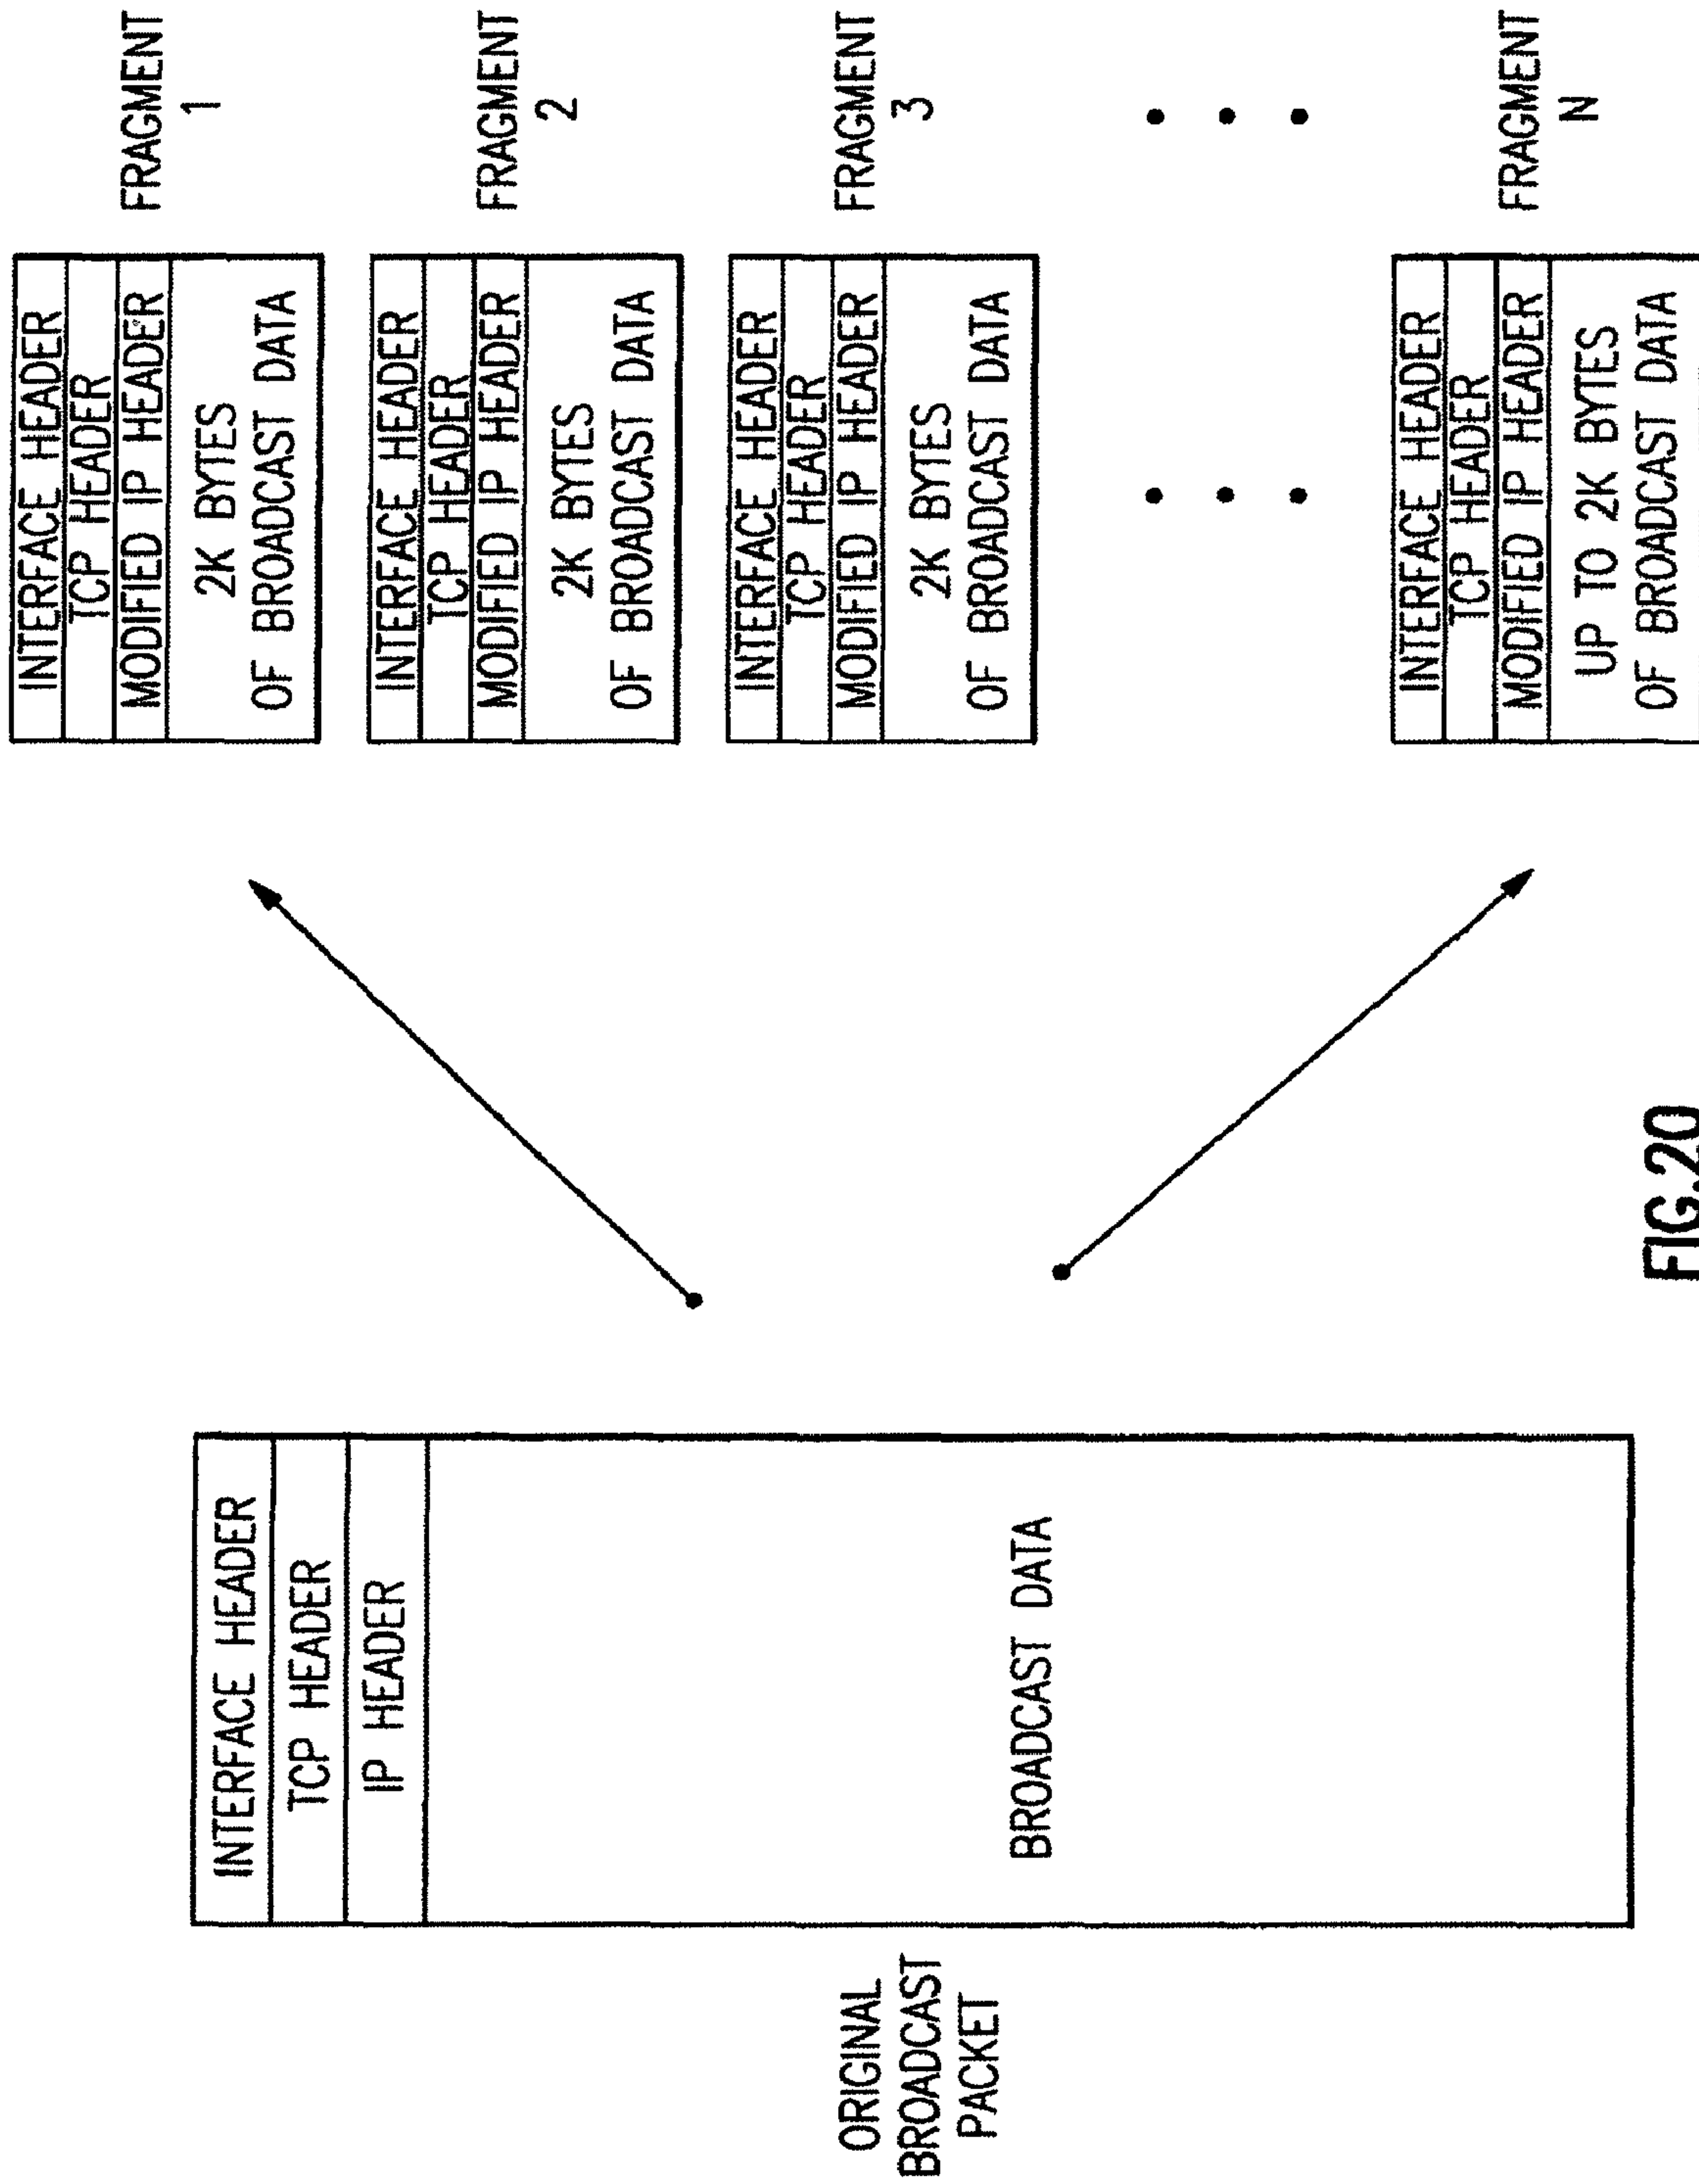 ORIGINAL
BROADCAST
PACKET
INTERFACE HEADER
TCP HEADER
IP HEADER
BROADCAST DATA
INTERFACE HEADER
TCP HEADER
MODIFIED IP HEADER
2K BYTES
OF BROADCAST DATA
FRAGMENT
1
INTERFACE HEADER
TCP HEADER
MODIFIED IP HEADER
2K BYTES
OF BROADCAST DATA
FRAGMENT
2
INTERFACE HEADER
TCP HEADER
MODIFIED IP HEADER
2K BYTES
OF BROADCAST DATA
FRAGMENT
3
INTERFACE HEADER
TCP HEADER
MODIFIED IP HEADER
UP TO 2K BYTES
OF BROADCAST DATA
FRAGMENT
N
FIG.20